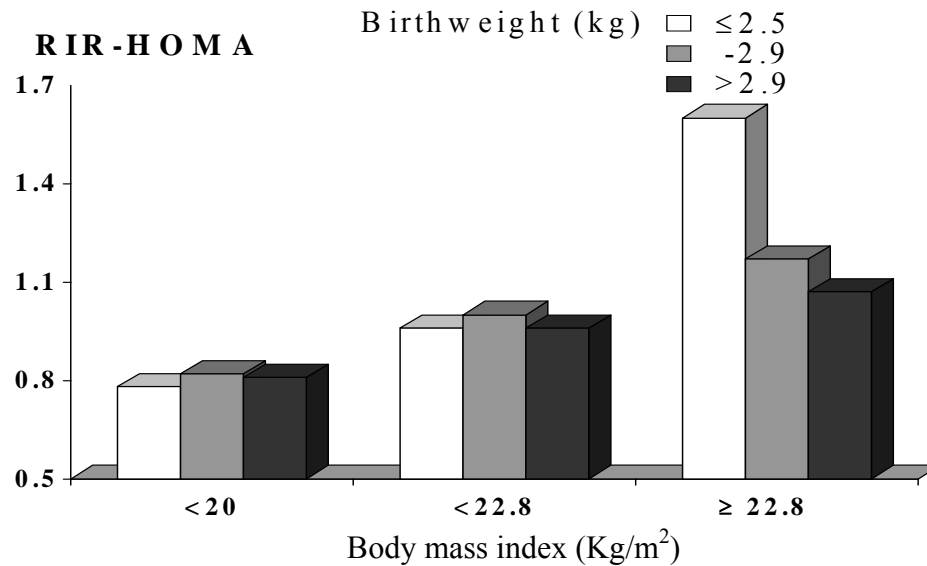 Birthweight (kg)
≤2.5
-2.9
>2.9
RIR-HOMA
1.7
1.4
1.1
0.8
0.5
<20 <22.8 ≥ 22.8
Body mass index (Kg/m²)